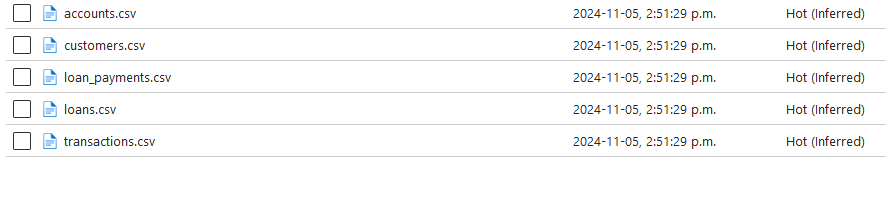 accounts.csv 2024-11-05, 2:51:29 p.m. Hot (Inferred)
customers.csv 2024-11-05, 2:51:29 p.m. Hot (Inferred)
loan_payments.csv 2024-11-05, 2:51:29 p.m. Hot (Inferred)
loans.csv 2024-11-05, 2:51:29 p.m. Hot (Inferred)
transactions.csv 2024-11-05, 2:51:29 p.m. Hot (Inferred)